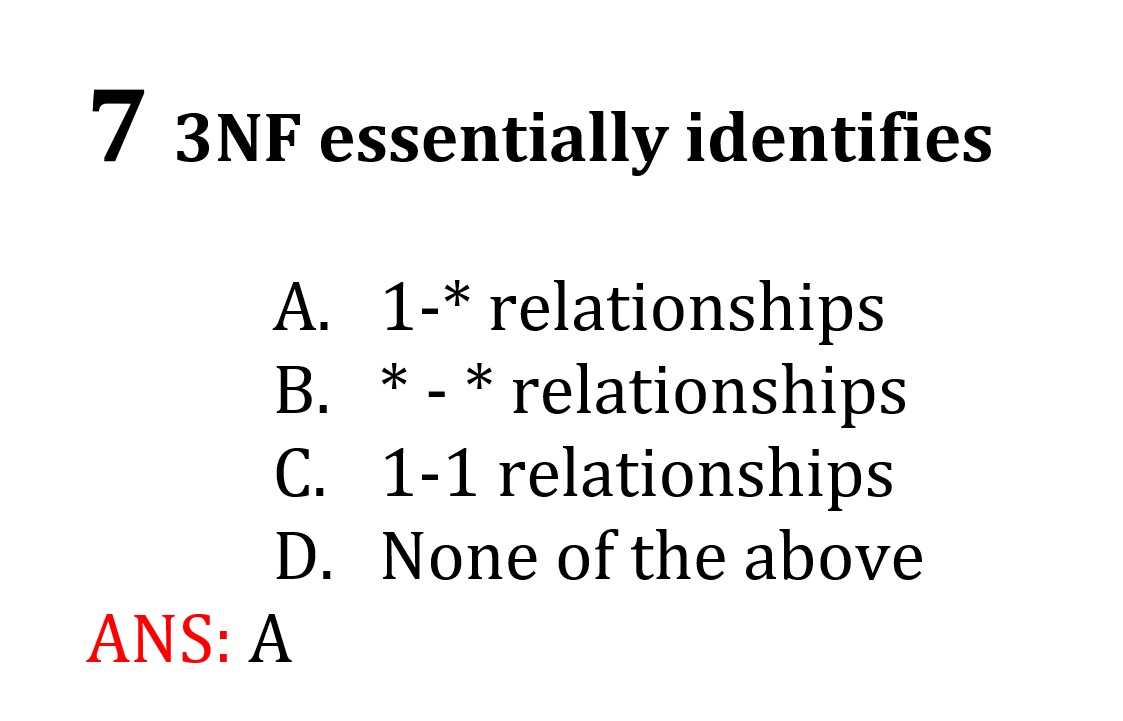 7 3NF essentially identifies
A. 1-* relationships
B. * - * relationships
C. 1-1 relationships
D. None of the above
ANS: A